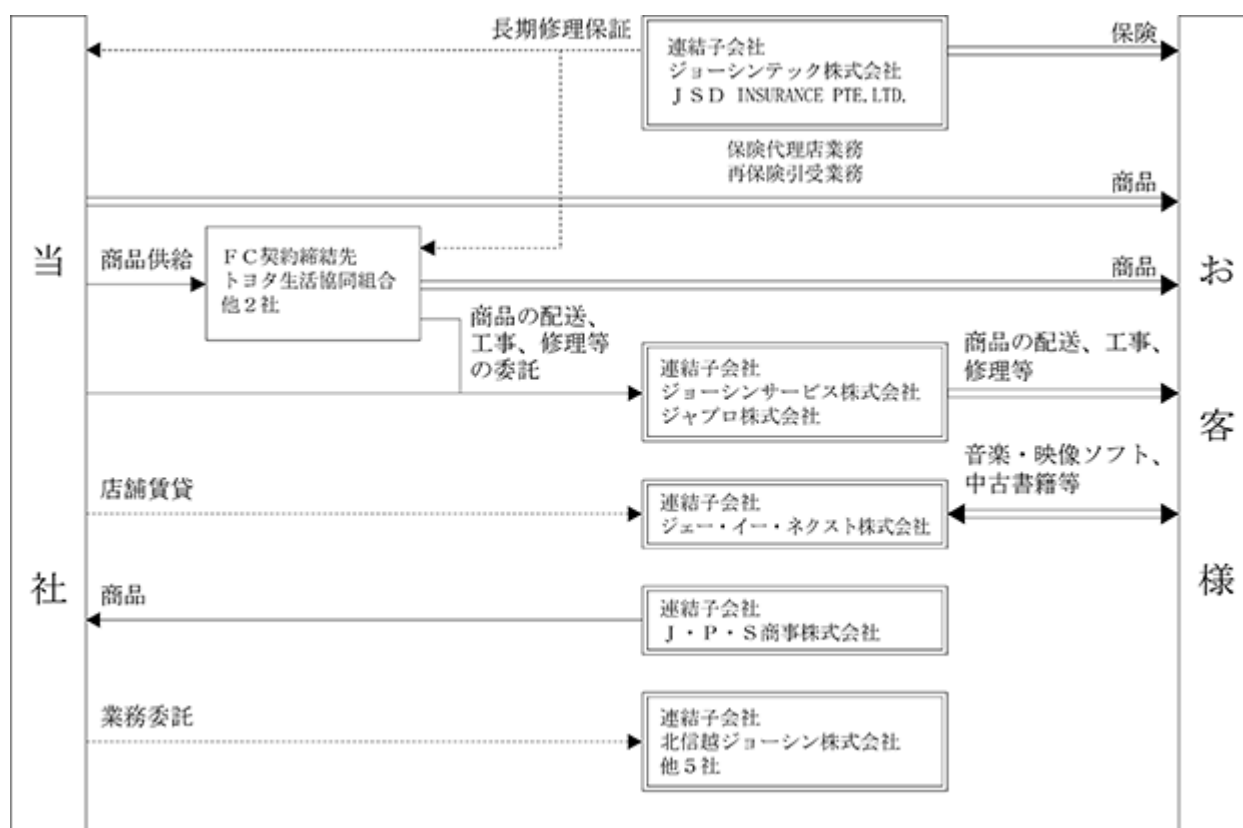 長期修理保証
連結子会社
ジョーシンテック株式会社
ＪＳＤ INSURANCE PTE.LTD.
保険
保険代理店業務
再保険引受業務
商品
当社
商品供給
ＦＣ契約締結先
トヨタ生活協同組合
他２社
商品
お客様
商品の配送、
工事、修理等
の委託
連結子会社
ジョーシンサービス株式会社
ジャプロ株式会社
商品の配送、工事、
修理等
店舗賃貸
連結子会社
ジェー・イー・ネクスト株式会社
音楽・映像ソフト、
中古書籍等
商品
連結子会社
Ｊ・Ｐ・Ｓ商事株式会社
業務委託
連結子会社
北信越ジョーシン株式会社
他５社